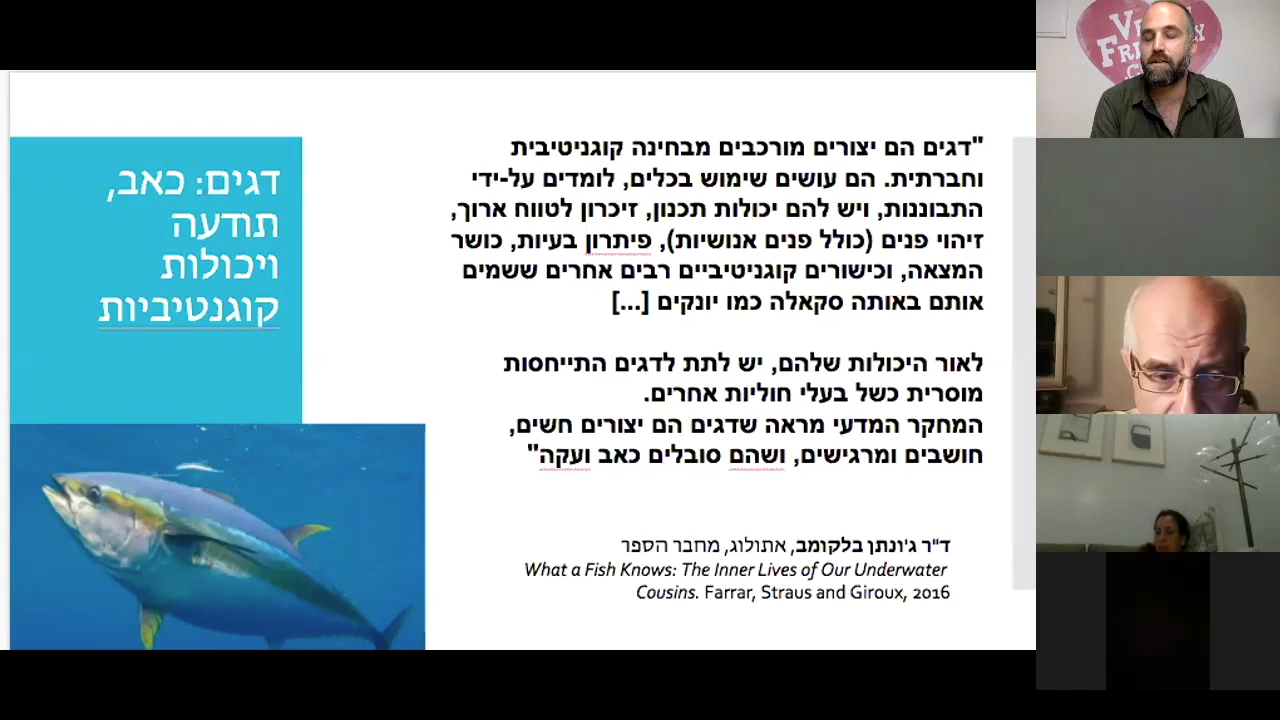 דגים: כאב,
תודעה
ויכולות
קוגנטיביות
"דגים הם יצורים מורכבים מבחינה קוגניטיבית
וחברתית. הם עושים שימוש בכלים, לומדים על-ידי
התבוננות, ויש להם יכולות תכנון, זיכרון לטווח ארוך,
זיהוי פנים (כולל פנים אנושיות), פיתרון בעיות, כושר
המצאה, וכישורים קוגניטיביים רבים אחרים ששמים
אותם באותה סקאלה כמו יונקים [...]
לאור היכולות שלהם, יש לתת לדגים התייחסות
מוסרית כשל בעלי חוליות אחרים.
המחקר המדעי מראה שדגים הם יצורים חשים,
חושבים ומרגישים, ושהם סובלים כאב ועקה"
ד"ר ג'ונתן בלקומב, אתולוג, מחבר הספר
What a Fish Knows: The Inner Lives of Our Underwater
Cousins. Farrar, Straus and Giroux, 2016